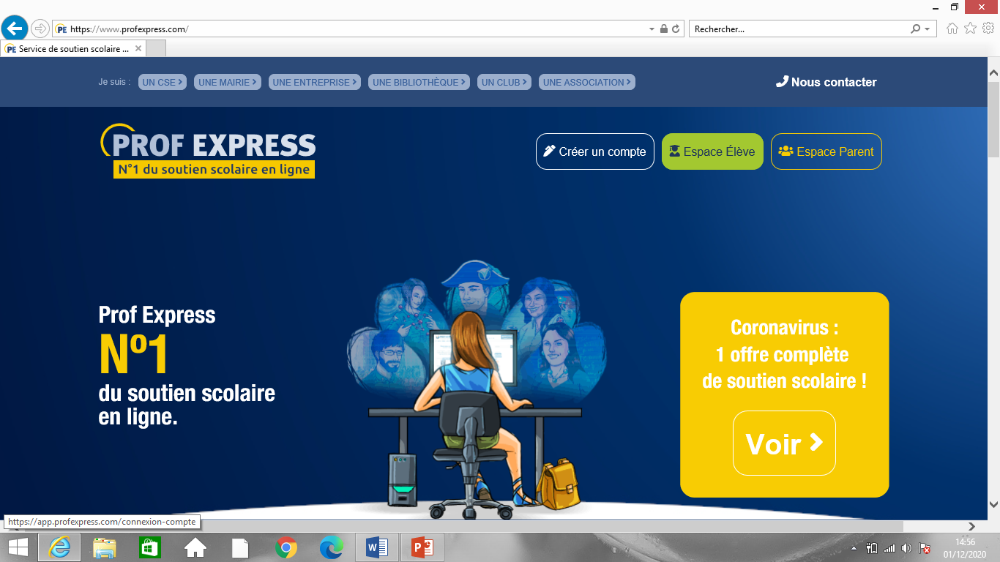 https://www.profexpress.com/
Rechercher...
Service de soutien scolaire ...
Je suis : UN CSE UNE MAIRIE UNE ENTREPRISE UNE BIBLIOTHÈQUE UN CLUB UNE ASSOCIATION
Nous contacter
PROF EXPRESS
N°1 du soutien scolaire en ligne
Créer un compte
Espace Élève
Espace Parent
Prof Express
Nº1
du soutien scolaire
en ligne.
Coronavirus :
1 offre complète
de soutien scolaire !
Voir
https://app.profexpress.com/connexion-compte
14:56
01/12/2020